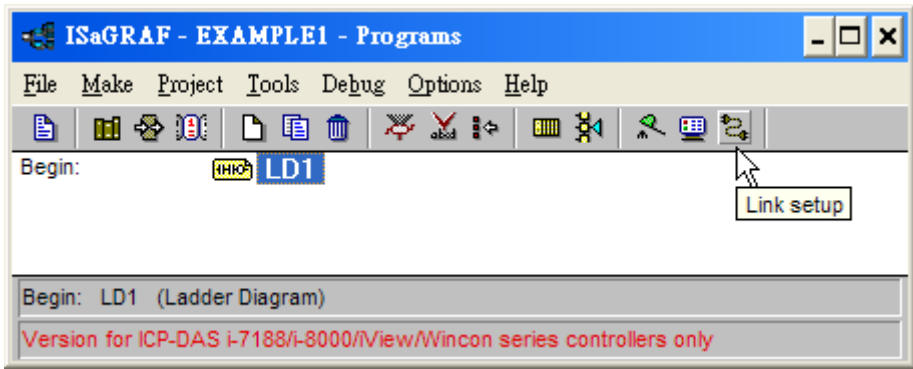 ISaGRAF - EXAMPLE1 - Programs
File Make Project Tools Debug Options Help
Begin: LD1
Link setup
Begin: LD1 (Ladder Diagram)
Version for ICP-DAS i-7188/i-8000/iView/Wincon series controllers only